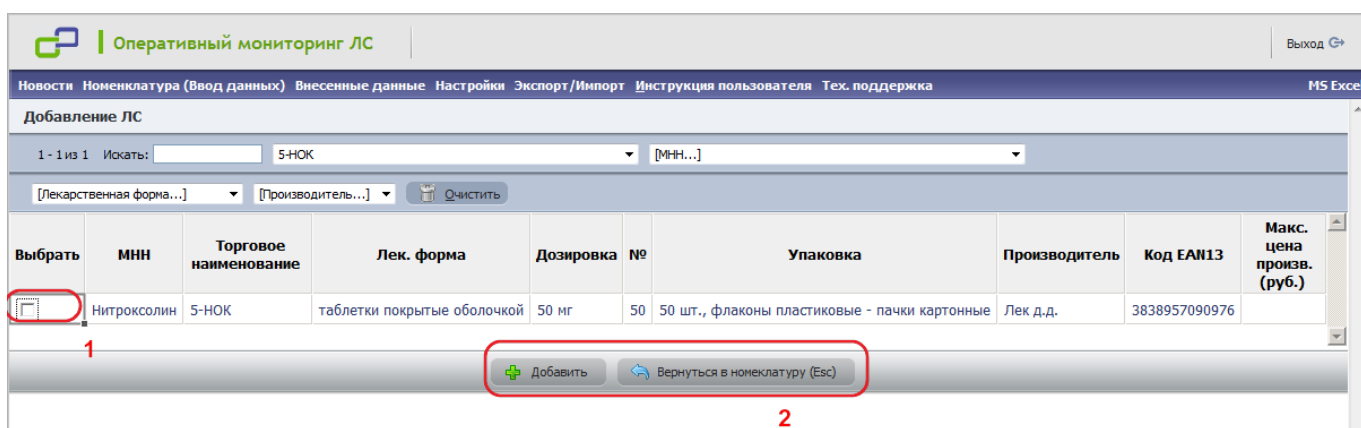 Оперативный мониторинг ЛС
Выход
Новости Номенклатура (Ввод данных) Внесенные данные Настройки Экспорт/Импорт Инструкция пользователя Тех. поддержка MS Exce
Добавление ЛС
1 - 1 из 1 Искать: 5-НОК [МНН...]
[Лекарственная форма...] [Производитель...] Очистить
Выбрать МНН Торговое наименование Лек. форма Дозировка № Упаковка Производитель Код EAN13 Макс. цена произв. (руб.)
Нитроксолин 5-НОК таблетки покрытые оболочкой 50 мг 50 50 шт., флаконы пластиковые - пачки картонные Лек д.д. 3838957090976
1
Добавить Вернуться в номеклатуру (Esc)
2